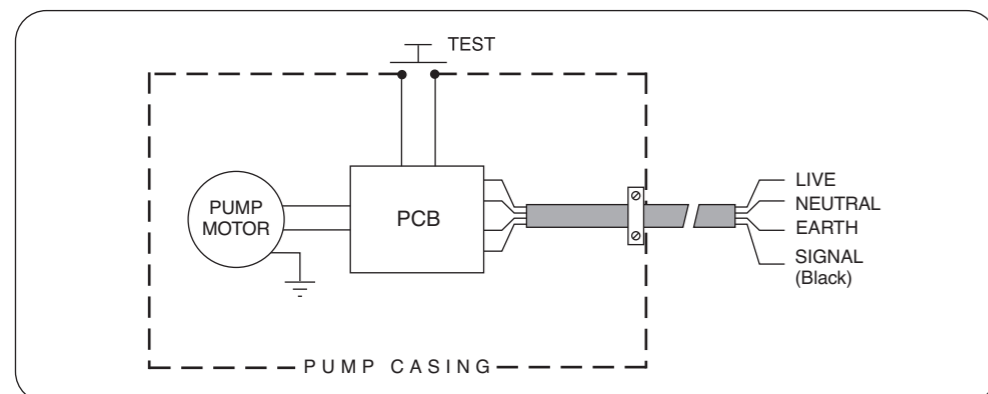 TEST
PUMP
MOTOR
PCB
LIVE
NEUTRAL
EARTH
SIGNAL
(Black)
PUMP CASING